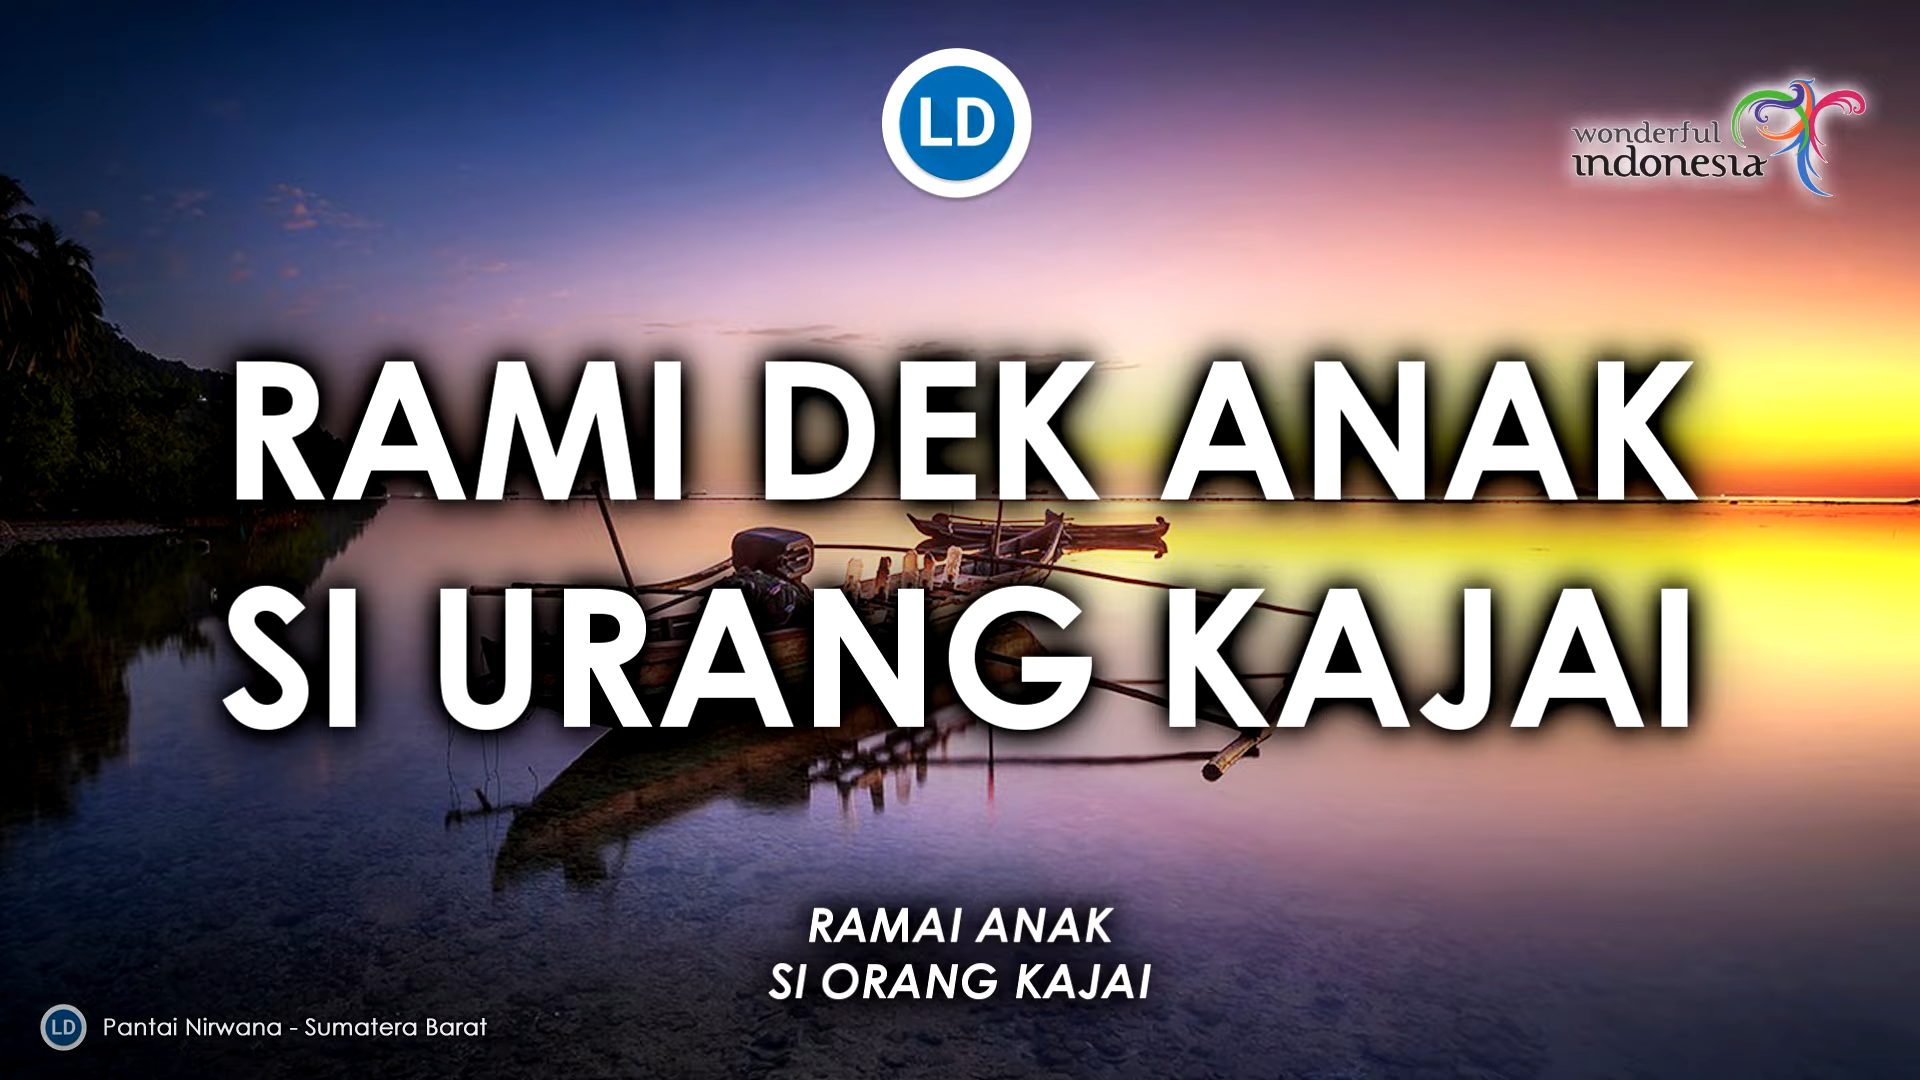 LD
wonderful
indonesia
RAMI DEK ANAK
SI URANG KAJAI
RAMAI ANAK
SI ORANG KAJAI
LD Pantai Nirwana - Sumatera Barat